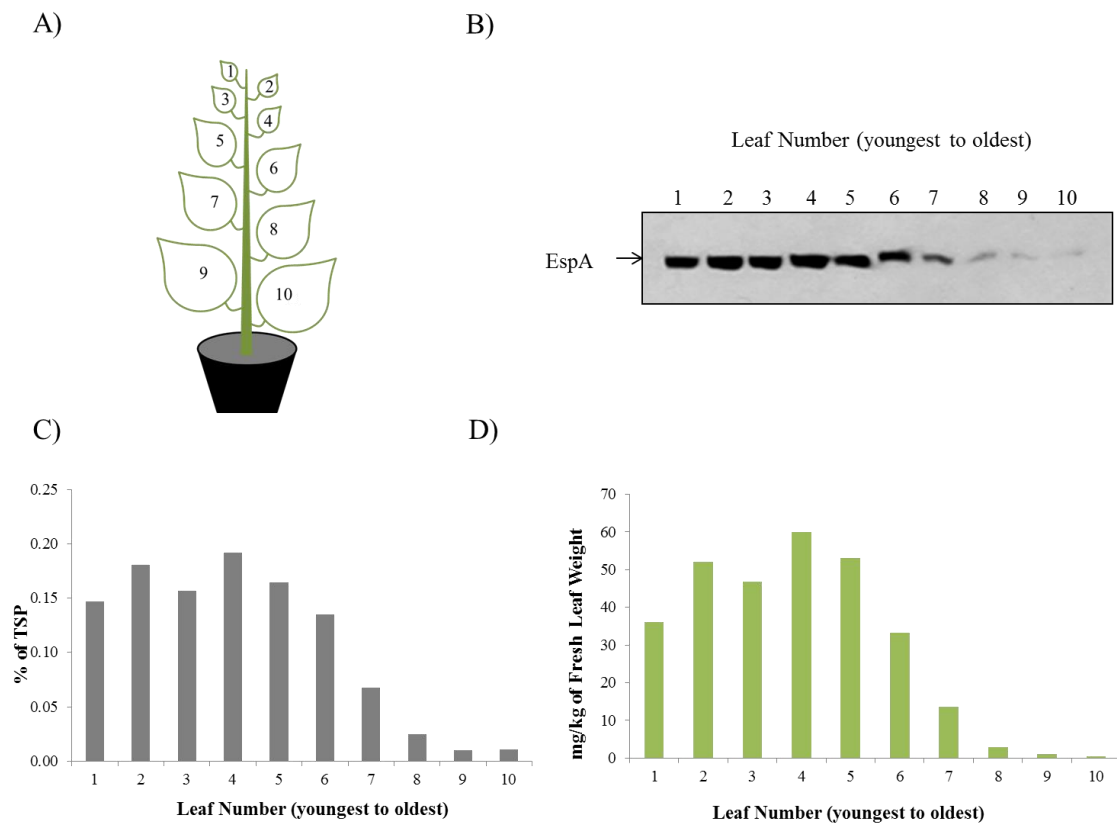 A)
1
2
3
4
5
6
7
8
9
10
B)
Leaf Number (youngest to oldest)
1 2 3 4 5 6 7 8 9 10
EspA
C)
% of TSP
0.25
0.20
0.15
0.10
0.05
0.00
1 2 3 4 5 6 7 8 9 10
Leaf Number (youngest to oldest)
D)
mg/kg of Fresh Leaf Weight
70
60
50
40
30
20
10
0
1 2 3 4 5 6 7 8 9 10
Leaf Number (youngest to oldest)